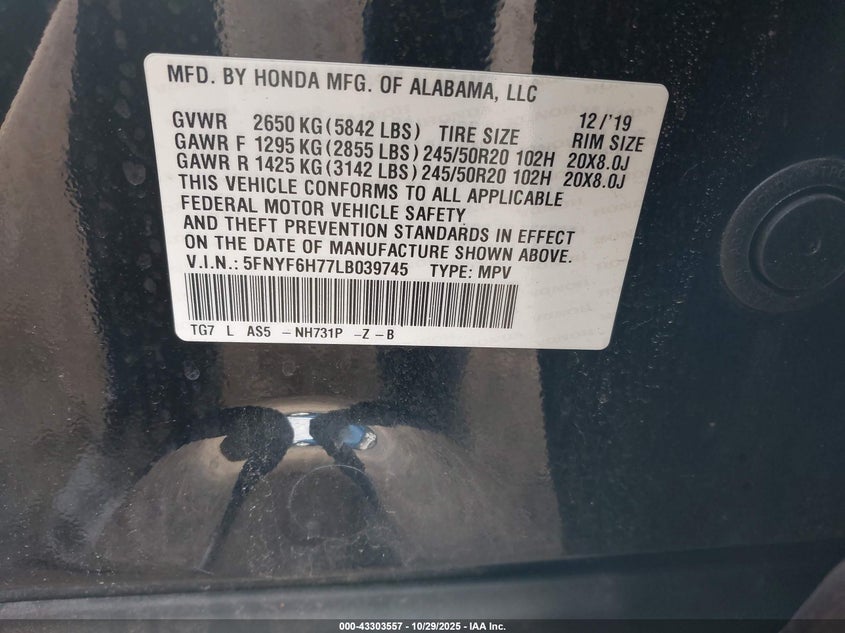 MFD. BY HONDA MFG. OF ALABAMA, LLC
GVWR 2650 KG (5842 LBS) TIRE SIZE 12/'19 RIM SIZE
GAWR F 1295 KG (2855 LBS) 245/50R20 102H 20X8.0J
GAWR R 1425 KG (3142 LBS) 245/50R20 102H 20X8.0J
THIS VEHICLE CONFORMS TO ALL APPLICABLE
FEDERAL MOTOR VEHICLE SAFETY
AND THEFT PREVENTION STANDARDS IN EFFECT
ON THE DATE OF MANUFACTURE SHOWN ABOVE.
V.I.N.: 5FNYF6H77LB039745 TYPE: MPV
TG7 L AS5 -NH731P -Z-B
000-43303557 - 10/29/2025 - IAA Inc.